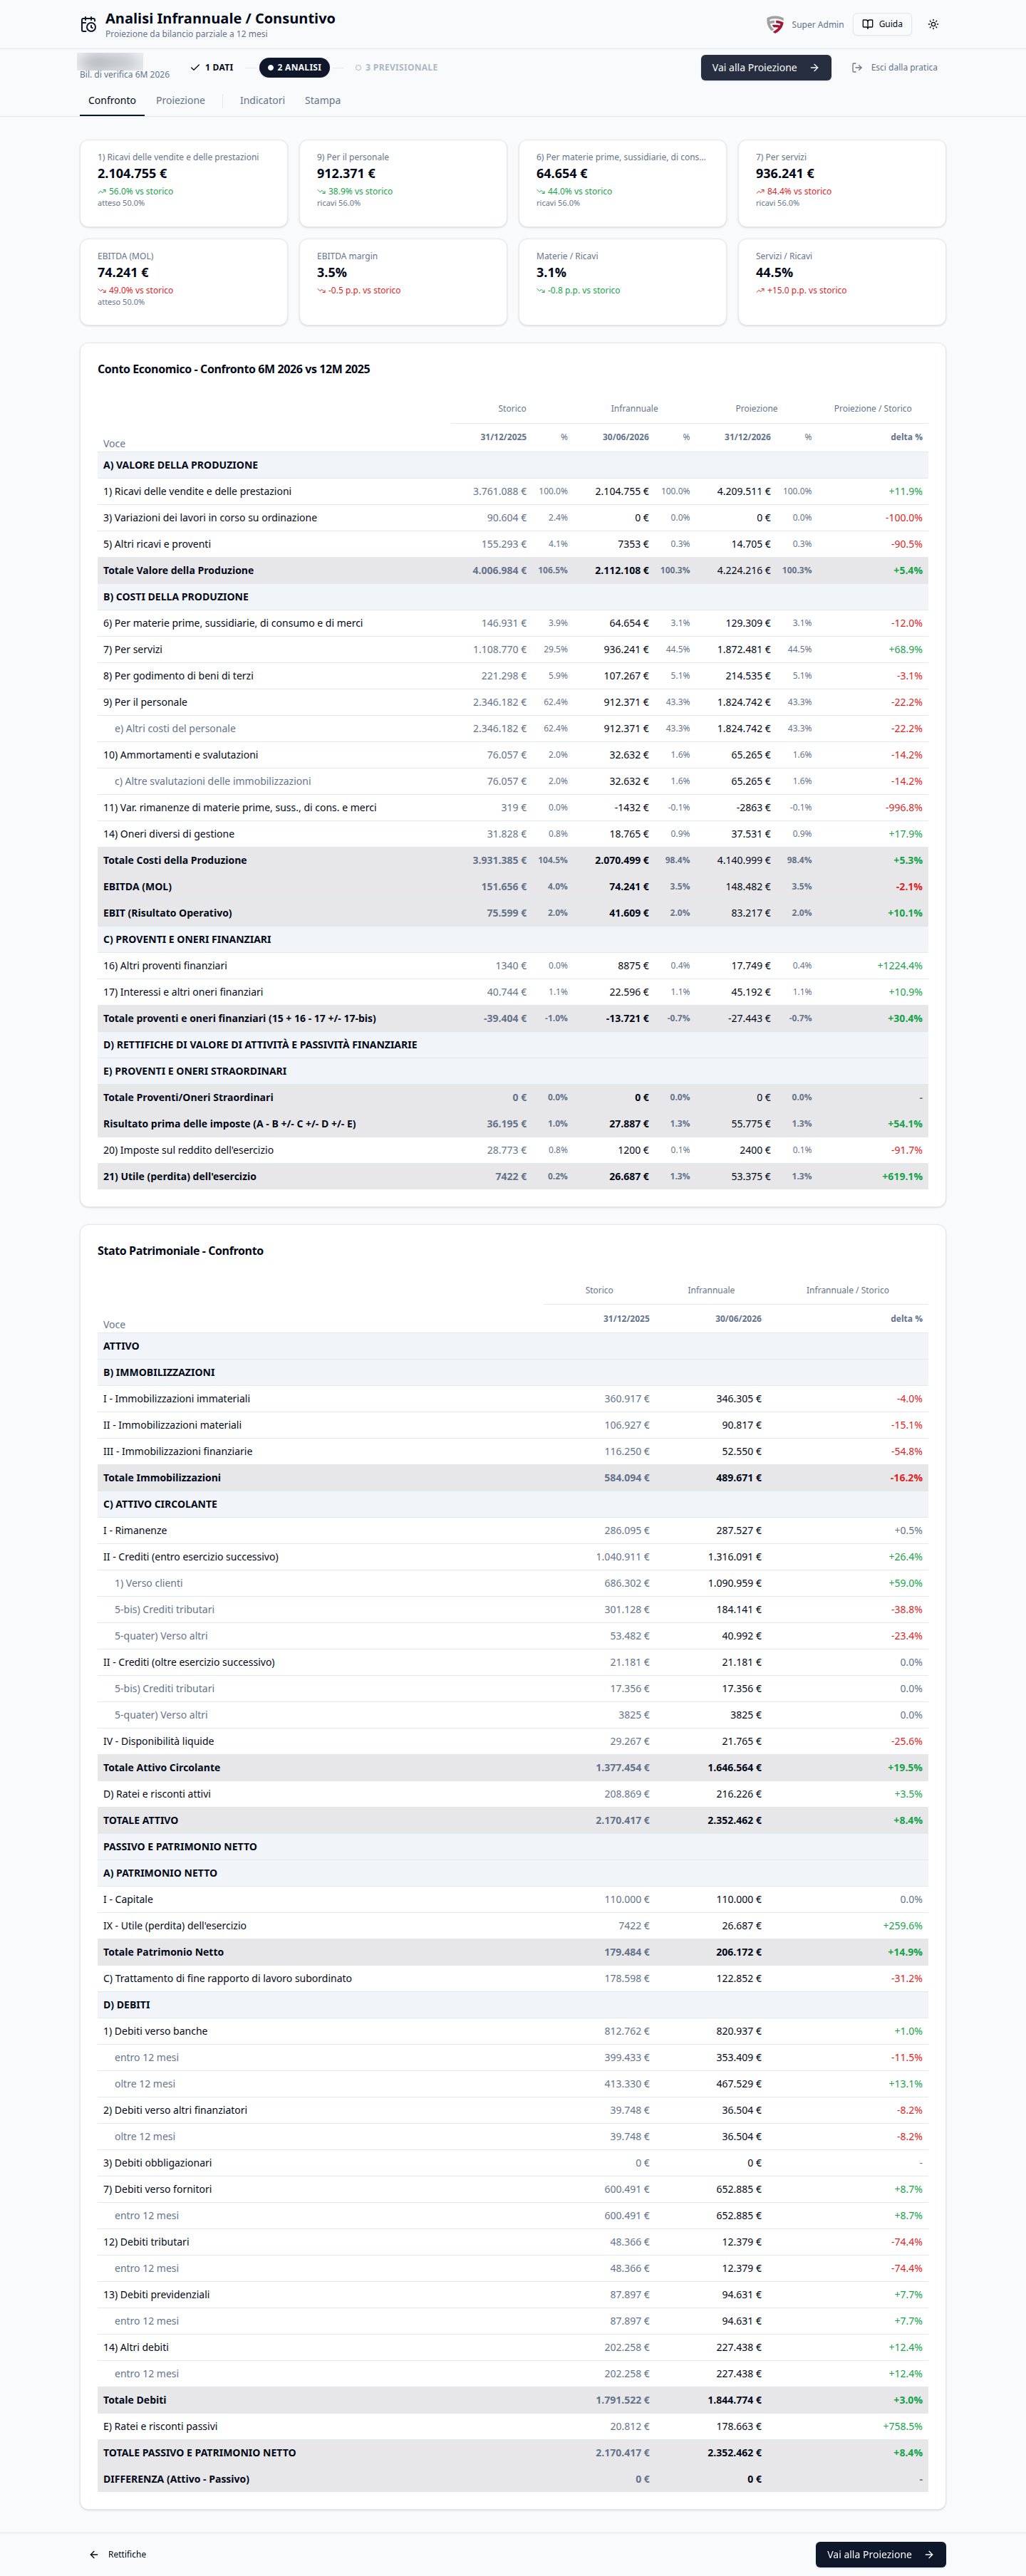 Analisi Infrannuale / Consuntivo
Proiezione da bilancio parziale a 12 mesi
Super Admin
Guida
Bil. di verifica 6M 2026
1 DATI
2 ANALISI
3 PREVISIONALE
Vai alla Proiezione
Esci dalla pratica
Confronto Proiezione Indicatori Stampa
1) Ricavi delle vendite e delle prestazioni
2.104.755 €
56.0% vs storico
atteso 50.0%
9) Per il personale
912.371 €
38.9% vs storico
ricavi 56.0%
6) Per materie prime, sussidiarie, di cons...
64.654 €
44.0% vs storico
ricavi 56.0%
7) Per servizi
936.241 €
84.4% vs storico
ricavi 56.0%
EBITDA (MOL)
74.241 €
49.0% vs storico
atteso 50.0%
EBITDA margin
3.5%
-0.5 p.p. vs storico
Materie / Ricavi
3.1%
-0.8 p.p. vs storico
Servizi / Ricavi
44.5%
+15.0 p.p. vs storico
Conto Economico - Confronto 6M 2026 vs 12M 2025
Storico Infrannuale Proiezione Proiezione / Storico
Voce 31/12/2025 % 30/06/2026 % 31/12/2026 % delta %
A) VALORE DELLA PRODUZIONE
1) Ricavi delle vendite e delle prestazioni 3.761.088 € 100.0% 2.104.755 € 100.0% 4.209.511 € 100.0% +11.9%
3) Variazioni dei lavori in corso su ordinazione 90.604 € 2.4% 0 € 0.0% 0 € 0.0% -100.0%
5) Altri ricavi e proventi 155.293 € 4.1% 7353 € 0.3% 14.705 € 0.3% -90.5%
Totale Valore della Produzione 4.006.984 € 106.5% 2.112.108 € 100.3% 4.224.216 € 100.3% +5.4%
B) COSTI DELLA PRODUZIONE
6) Per materie prime, sussidiarie, di consumo e di merci 146.931 € 3.9% 64.654 € 3.1% 129.309 € 3.1% -12.0%
7) Per servizi 1.108.770 € 29.5% 936.241 € 44.5% 1.872.481 € 44.5% +68.9%
8) Per godimento di beni di terzi 221.298 € 5.9% 107.267 € 5.1% 214.535 € 5.1% -3.1%
9) Per il personale 2.346.182 € 62.4% 912.371 € 43.3% 1.824.742 € 43.3% -22.2%
e) Altri costi del personale 2.346.182 € 62.4% 912.371 € 43.3% 1.824.742 € 43.3% -22.2%
10) Ammortamenti e svalutazioni 76.057 € 2.0% 32.632 € 1.6% 65.265 € 1.6% -14.2%
c) Altre svalutazioni delle immobilizzazioni 76.057 € 2.0% 32.632 € 1.6% 65.265 € 1.6% -14.2%
11) Var. rimanenze di materie prime, suss., di cons. e merci 319 € 0.0% -1432 € -0.1% -2863 € -0.1% -996.8%
14) Oneri diversi di gestione 31.828 € 0.8% 18.765 € 0.9% 37.531 € 0.9% +17.9%
Totale Costi della Produzione 3.931.385 € 104.5% 2.070.499 € 98.4% 4.140.999 € 98.4% +5.3%
EBITDA (MOL) 151.656 € 4.0% 74.241 € 3.5% 148.482 € 3.5% -2.1%
EBIT (Risultato Operativo) 75.599 € 2.0% 41.609 € 2.0% 83.217 € 2.0% +10.1%
C) PROVENTI E ONERI FINANZIARI
16) Altri proventi finanziari 1340 € 0.0% 8875 € 0.4% 17.749 € 0.4% +1224.4%
17) Interessi e altri oneri finanziari 40.744 € 1.1% 22.596 € 1.1% 45.192 € 1.1% +10.9%
Totale proventi e oneri finanziari (15 + 16 - 17 +/- 17-bis) -39.404 € -1.0% -13.721 € -0.7% -27.443 € -0.7% +30.4%
D) RETTIFICHE DI VALORE DI ATTIVITÀ E PASSIVITÀ FINANZIARIE
E) PROVENTI E ONERI STRAORDINARI
Totale Proventi/Oneri Straordinari 0 € 0.0% 0 € 0.0% 0 € 0.0% -
Risultato prima delle imposte (A - B +/- C +/- D +/- E) 36.195 € 1.0% 27.887 € 1.3% 55.775 € 1.3% +54.1%
20) Imposte sul reddito dell'esercizio 28.773 € 0.8% 1200 € 0.1% 2400 € 0.1% -91.7%
21) Utile (perdita) dell'esercizio 7422 € 0.2% 26.687 € 1.3% 53.375 € 1.3% +619.1%
Stato Patrimoniale - Confronto
Storico Infrannuale Infrannuale / Storico
Voce 31/12/2025 30/06/2026 delta %
ATTIVO
B) IMMOBILIZZAZIONI
I - Immobilizzazioni immateriali 360.917 € 346.305 € -4.0%
II - Immobilizzazioni materiali 106.927 € 90.817 € -15.1%
III - Immobilizzazioni finanziarie 116.250 € 52.550 € -54.8%
Totale Immobilizzazioni 584.094 € 489.671 € -16.2%
C) ATTIVO CIRCOLANTE
I - Rimanenze 286.095 € 287.527 € +0.5%
II - Crediti (entro esercizio successivo) 1.040.911 € 1.316.091 € +26.4%
1) Verso clienti 686.302 € 1.090.959 € +59.0%
5-bis) Crediti tributari 301.128 € 184.141 € -38.8%
5-quater) Verso altri 53.482 € 40.992 € -23.4%
II - Crediti (oltre esercizio successivo) 21.181 € 21.181 € 0.0%
5-bis) Crediti tributari 17.356 € 17.356 € 0.0%
5-quater) Verso altri 3825 € 3825 € 0.0%
IV - Disponibilità liquide 29.267 € 21.765 € -25.6%
Totale Attivo Circolante 1.377.454 € 1.646.564 € +19.5%
D) Ratei e risconti attivi 208.869 € 216.226 € +3.5%
TOTALE ATTIVO 2.170.417 € 2.352.462 € +8.4%
PASSIVO E PATRIMONIO NETTO
A) PATRIMONIO NETTO
I - Capitale 110.000 € 110.000 € 0.0%
IX - Utile (perdita) dell'esercizio 7422 € 26.687 € +259.6%
Totale Patrimonio Netto 179.484 € 206.172 € +14.9%
C) Trattamento di fine rapporto di lavoro subordinato 178.598 € 122.852 € -31.2%
D) DEBITI
1) Debiti verso banche 812.762 € 820.937 € +1.0%
entro 12 mesi 399.433 € 353.409 € -11.5%
oltre 12 mesi 413.330 € 467.529 € +13.1%
2) Debiti verso altri finanziatori 39.748 € 36.504 € -8.2%
oltre 12 mesi 39.748 € 36.504 € -8.2%
3) Debiti obbligazionari 0 € 0 € -
7) Debiti verso fornitori 600.491 € 652.885 € +8.7%
entro 12 mesi 600.491 € 652.885 € +8.7%
12) Debiti tributari 48.366 € 12.379 € -74.4%
entro 12 mesi 48.366 € 12.379 € -74.4%
13) Debiti previdenziali 87.897 € 94.631 € +7.7%
entro 12 mesi 87.897 € 94.631 € +7.7%
14) Altri debiti 202.258 € 227.438 € +12.4%
entro 12 mesi 202.258 € 227.438 € +12.4%
Totale Debiti 1.791.522 € 1.844.774 € +3.0%
E) Ratei e risconti passivi 20.812 € 178.663 € +758.5%
TOTALE PASSIVO E PATRIMONIO NETTO 2.170.417 € 2.352.462 € +8.4%
DIFFERENZA (Attivo - Passivo) 0 € 0 € -
Rettifiche
Vai alla Proiezione